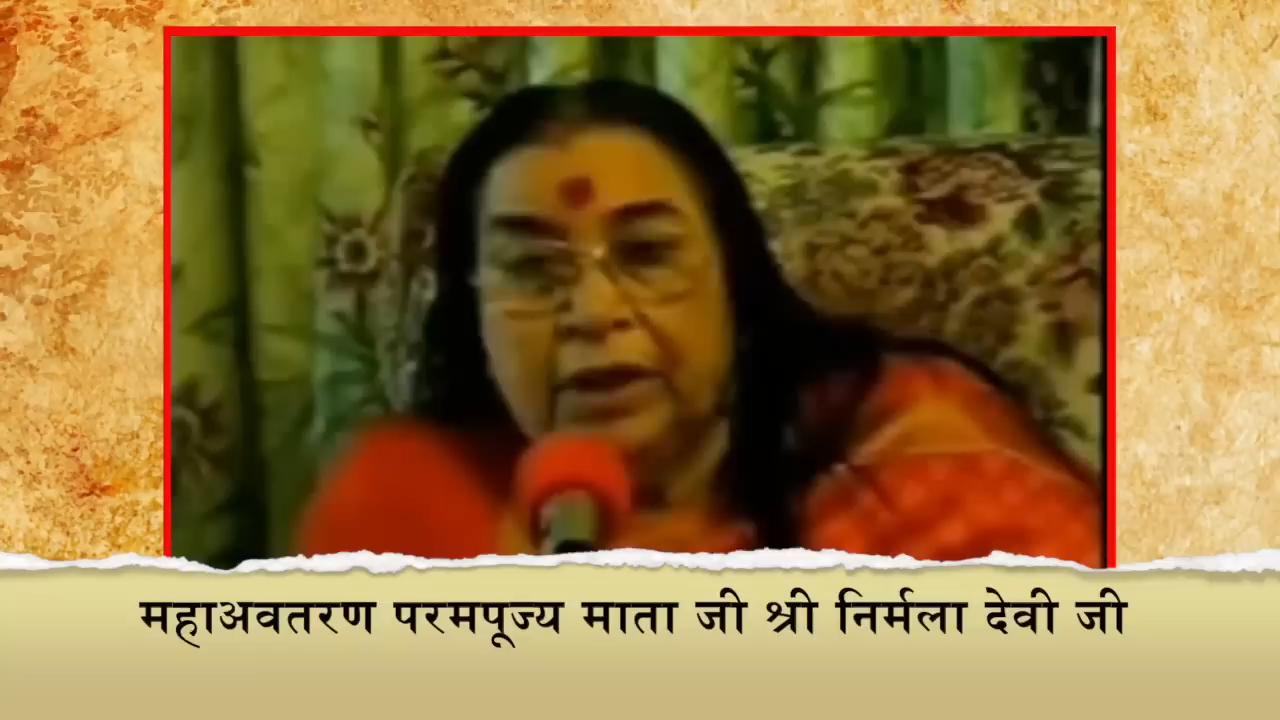 महाअवतरण परमपूज्य माता जी श्री निर्मला देवी जी